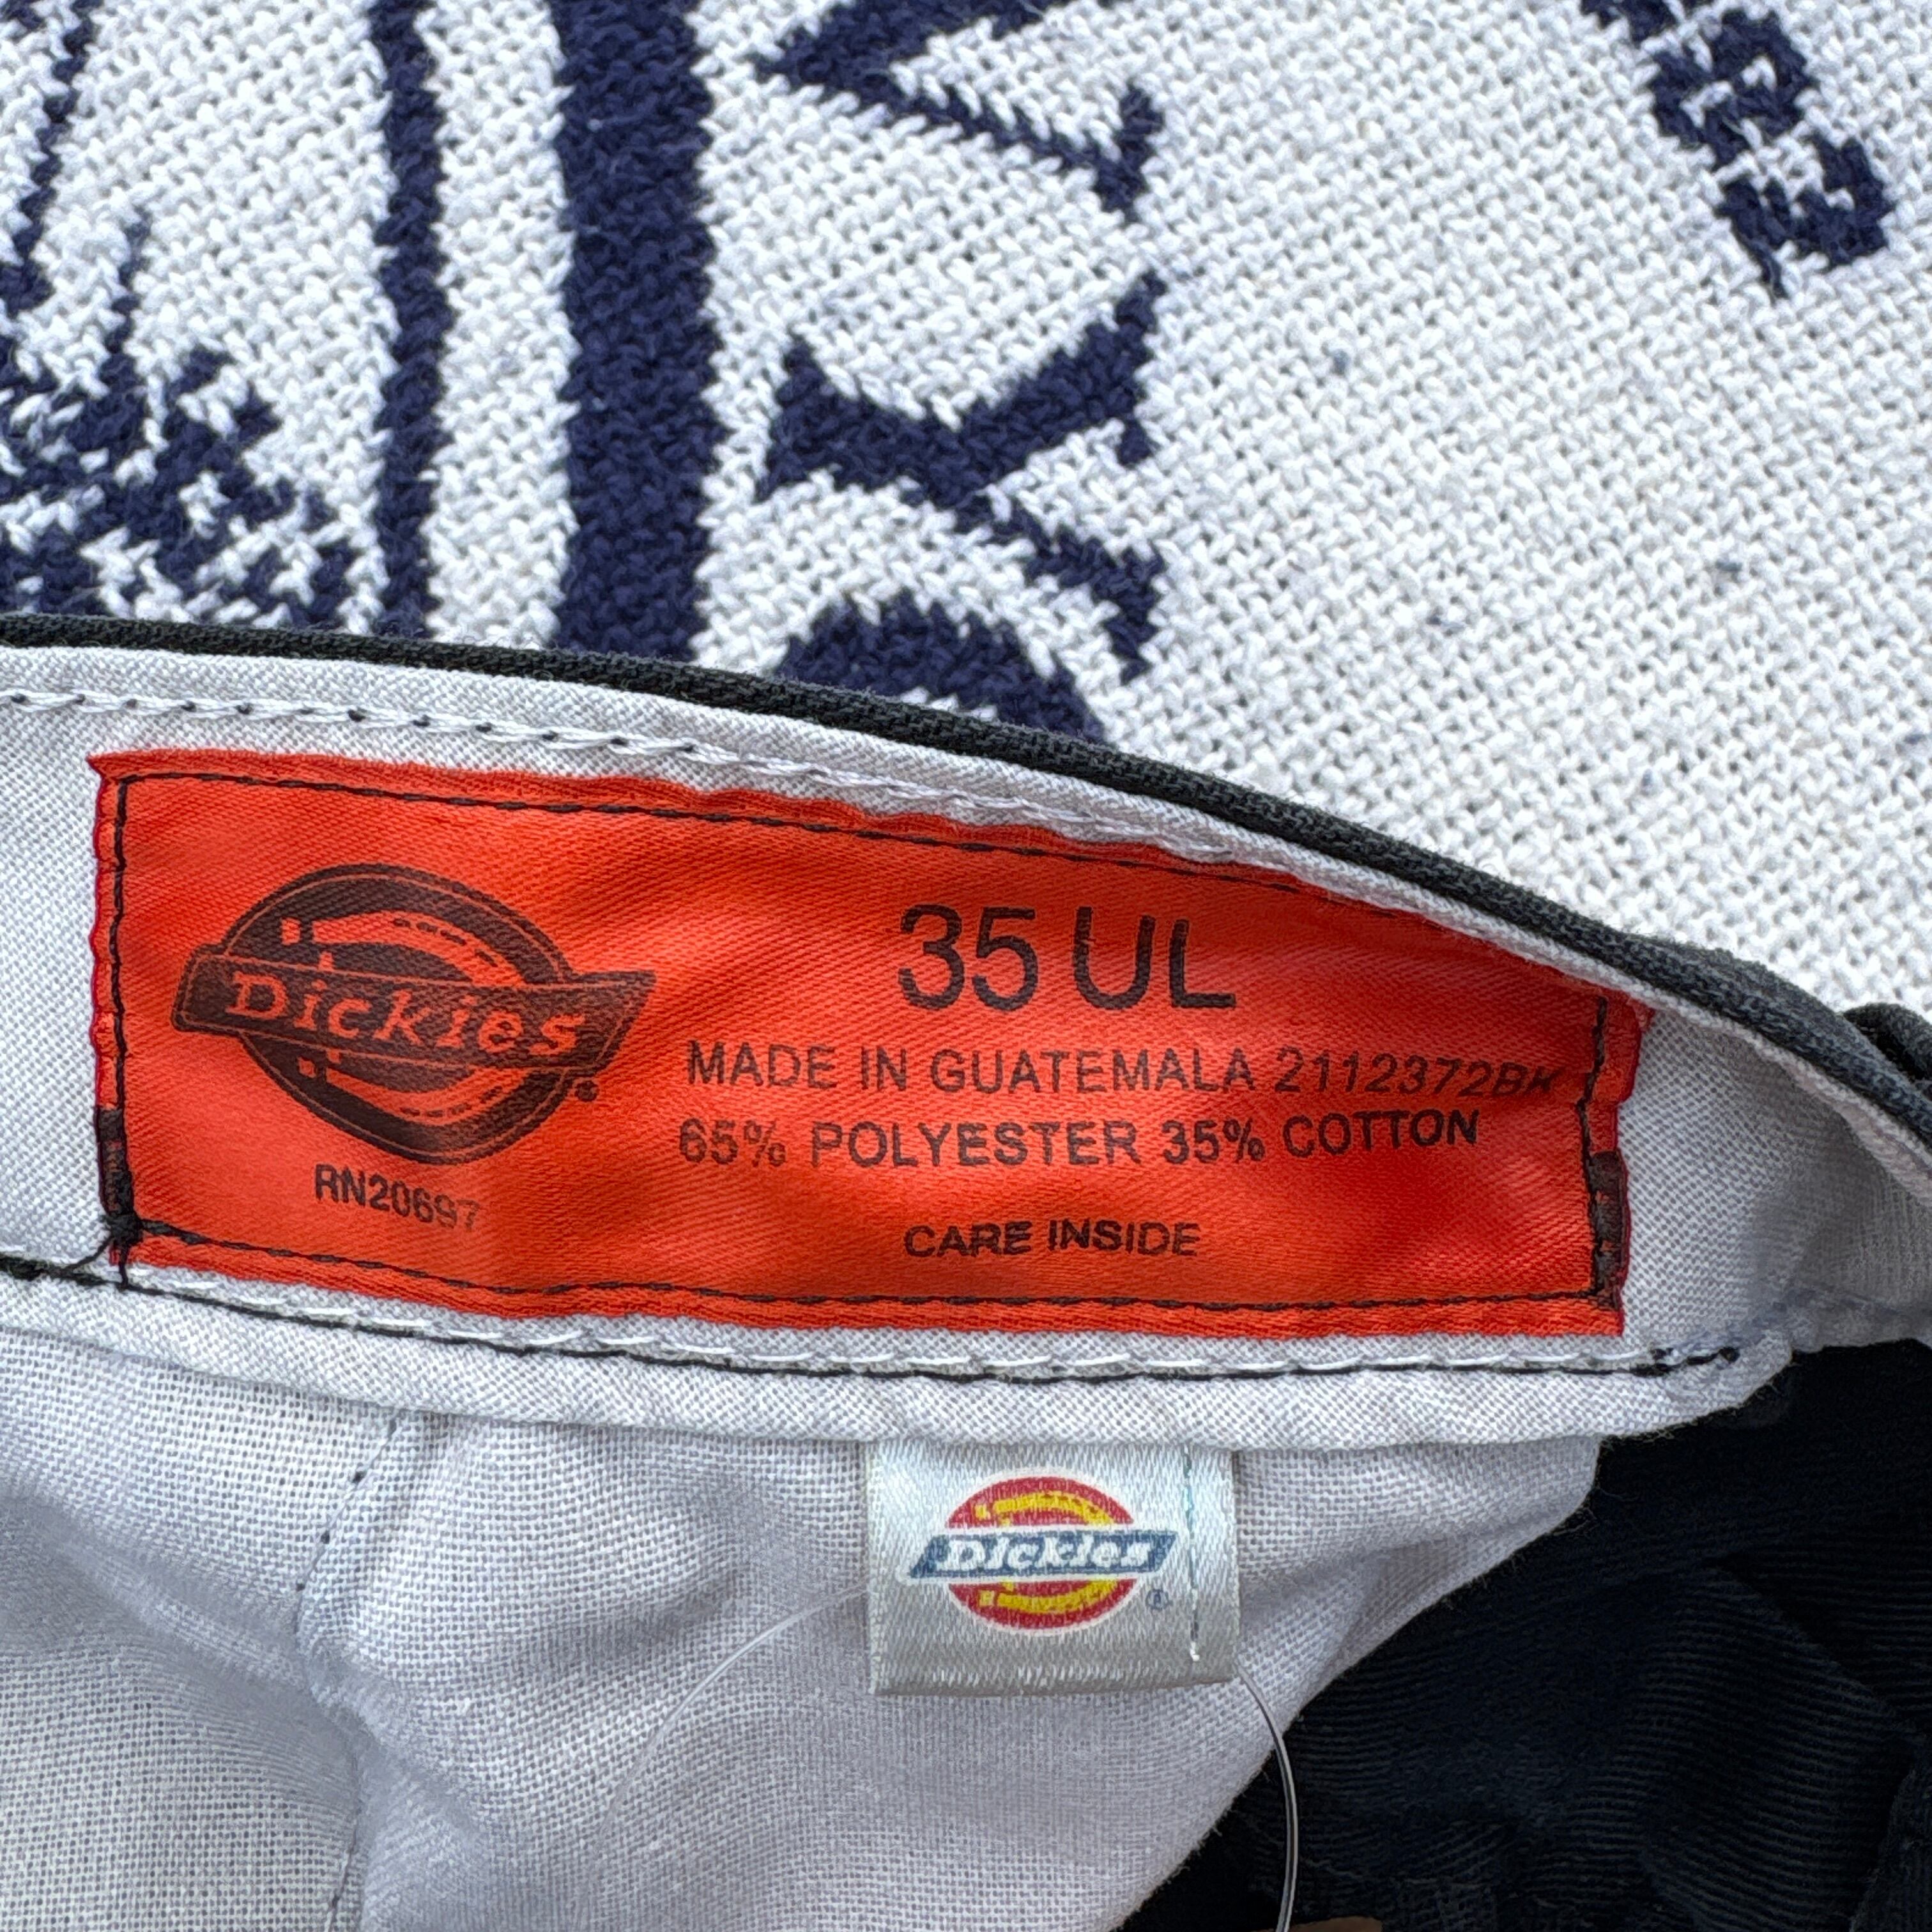 Dickies
®
RN20697
35 UL
MADE IN GUATEMALA 2112372BK
65% POLYESTER 35% COTTON
CARE INSIDE
Dickies
®